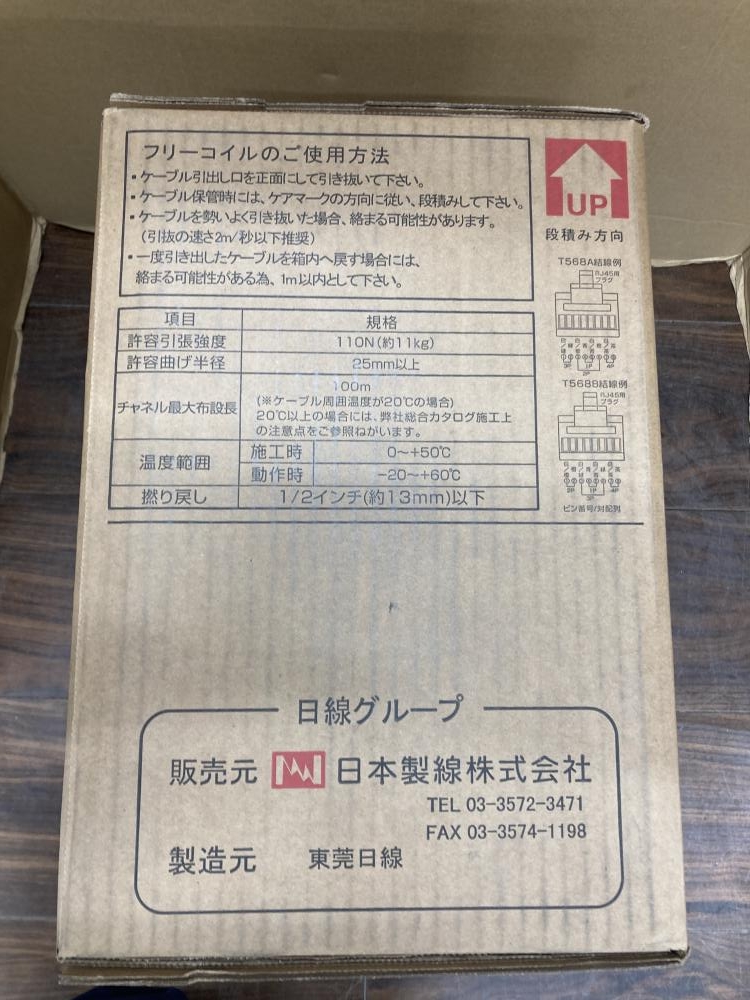 フリーコイルのご使用方法
・ケーブル引出し口を正面にして引き抜いて下さい。
・ケーブル保管時には、ケアマークの方向に従い、段積みして下さい。
・ケーブルを勢いよく引き抜いた場合、絡まる可能性があります。
（引抜の速さ2m/秒以下推奨）
・一度引き出したケーブルを箱内へ戻す場合には、
絡まる可能性がある為、1m以内として下さい。
UP
段積み方向
T568A結線例
RJ45用
プラグ
3P 1P 4P
2P
T568B結線例
RJ45用
プラグ
2P 1P 4P
3P
ピン番号/対配列
項目 規格
許容引張強度 110N(約11kg)
許容曲げ半径 25mm以上
チャネル最大布設長 100m
(※ケーブル周囲温度が20℃の場合)
20℃以上の場合には、弊社総合カタログ施工上
の注意点をご参照ねがいます。
温度範囲 施工時 0～+50℃
動作時 −20～+60℃
撚り戻し 1/2インチ(約13mm)以下
日線グループ
販売元 日本製線株式会社
TEL 03-3572-3471
FAX 03-3574-1198
製造元 東莞日線